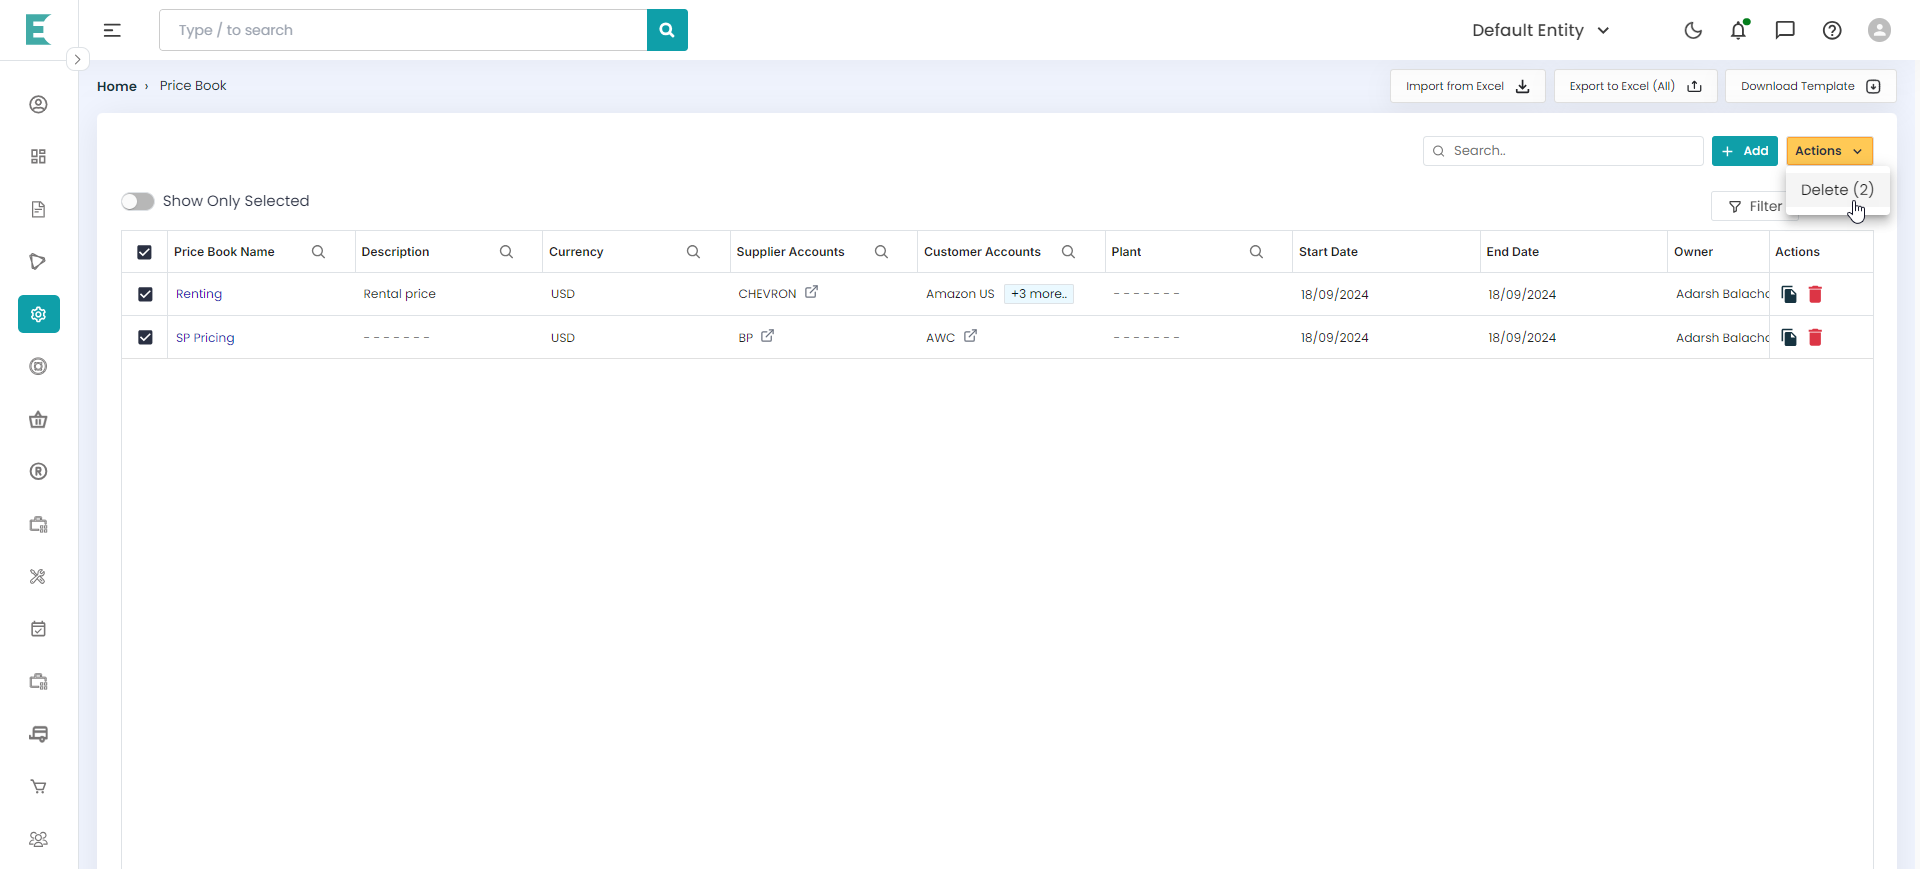 Type / to search
Default Entity
Home › Price Book
Import from Excel
Export to Excel (All)
Download Template
Search..
+ Add
Actions
Delete (2)
Show Only Selected
Filter
Price Book Name Description Currency Supplier Accounts Customer Accounts Plant Start Date End Date Owner Actions
Renting Rental price USD CHEVRON Amazon US +3 more.. - - - - - - - 18/09/2024 18/09/2024 Adarsh
SP Pricing - - - - - - - USD BP AWC - - - - - - - 18/09/2024 18/09/2024 Adarsh